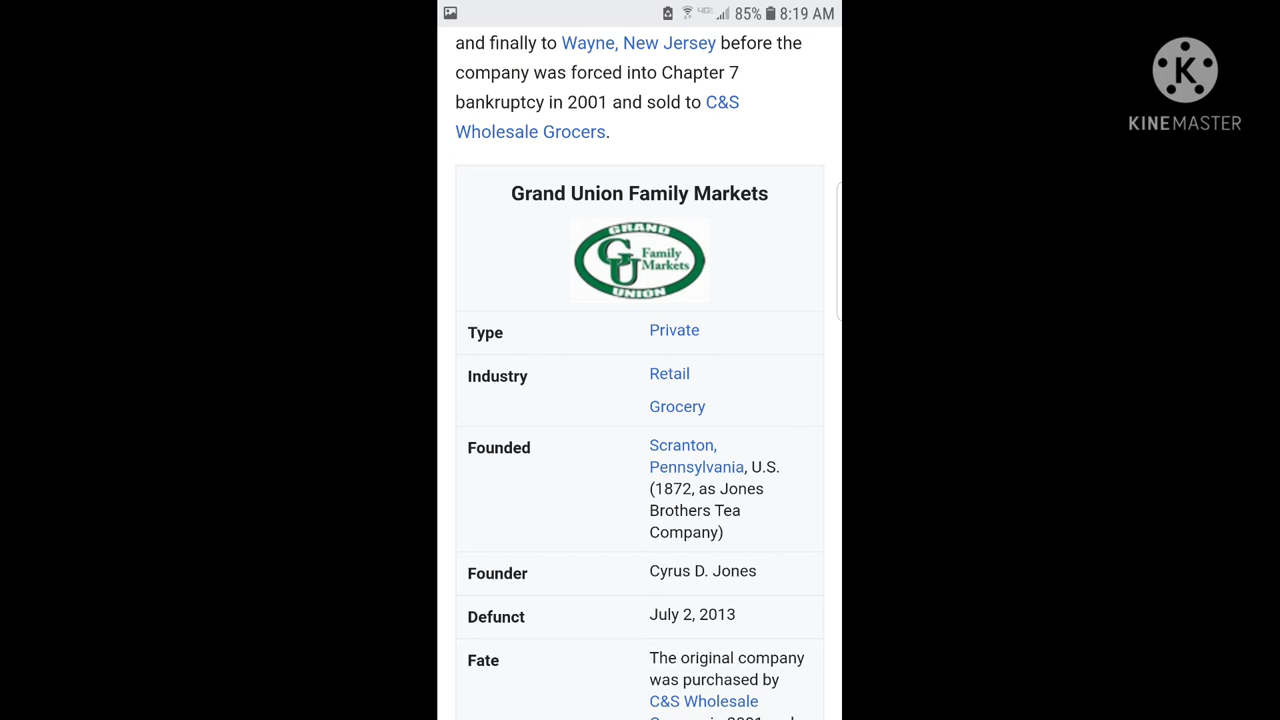 85% 8:19 AM
and finally to Wayne, New Jersey before the
company was forced into Chapter 7
bankruptcy in 2001 and sold to C&S
Wholesale Grocers.
Grand Union Family Markets
GRAND
GU Family
Markets
UNION
Type Private
Industry Retail
Grocery
Founded Scranton,
Pennsylvania, U.S.
(1872, as Jones
Brothers Tea
Company)
Founder Cyrus D. Jones
Defunct July 2, 2013
Fate The original company
was purchased by
C&S Wholesale
K
KINEMASTER